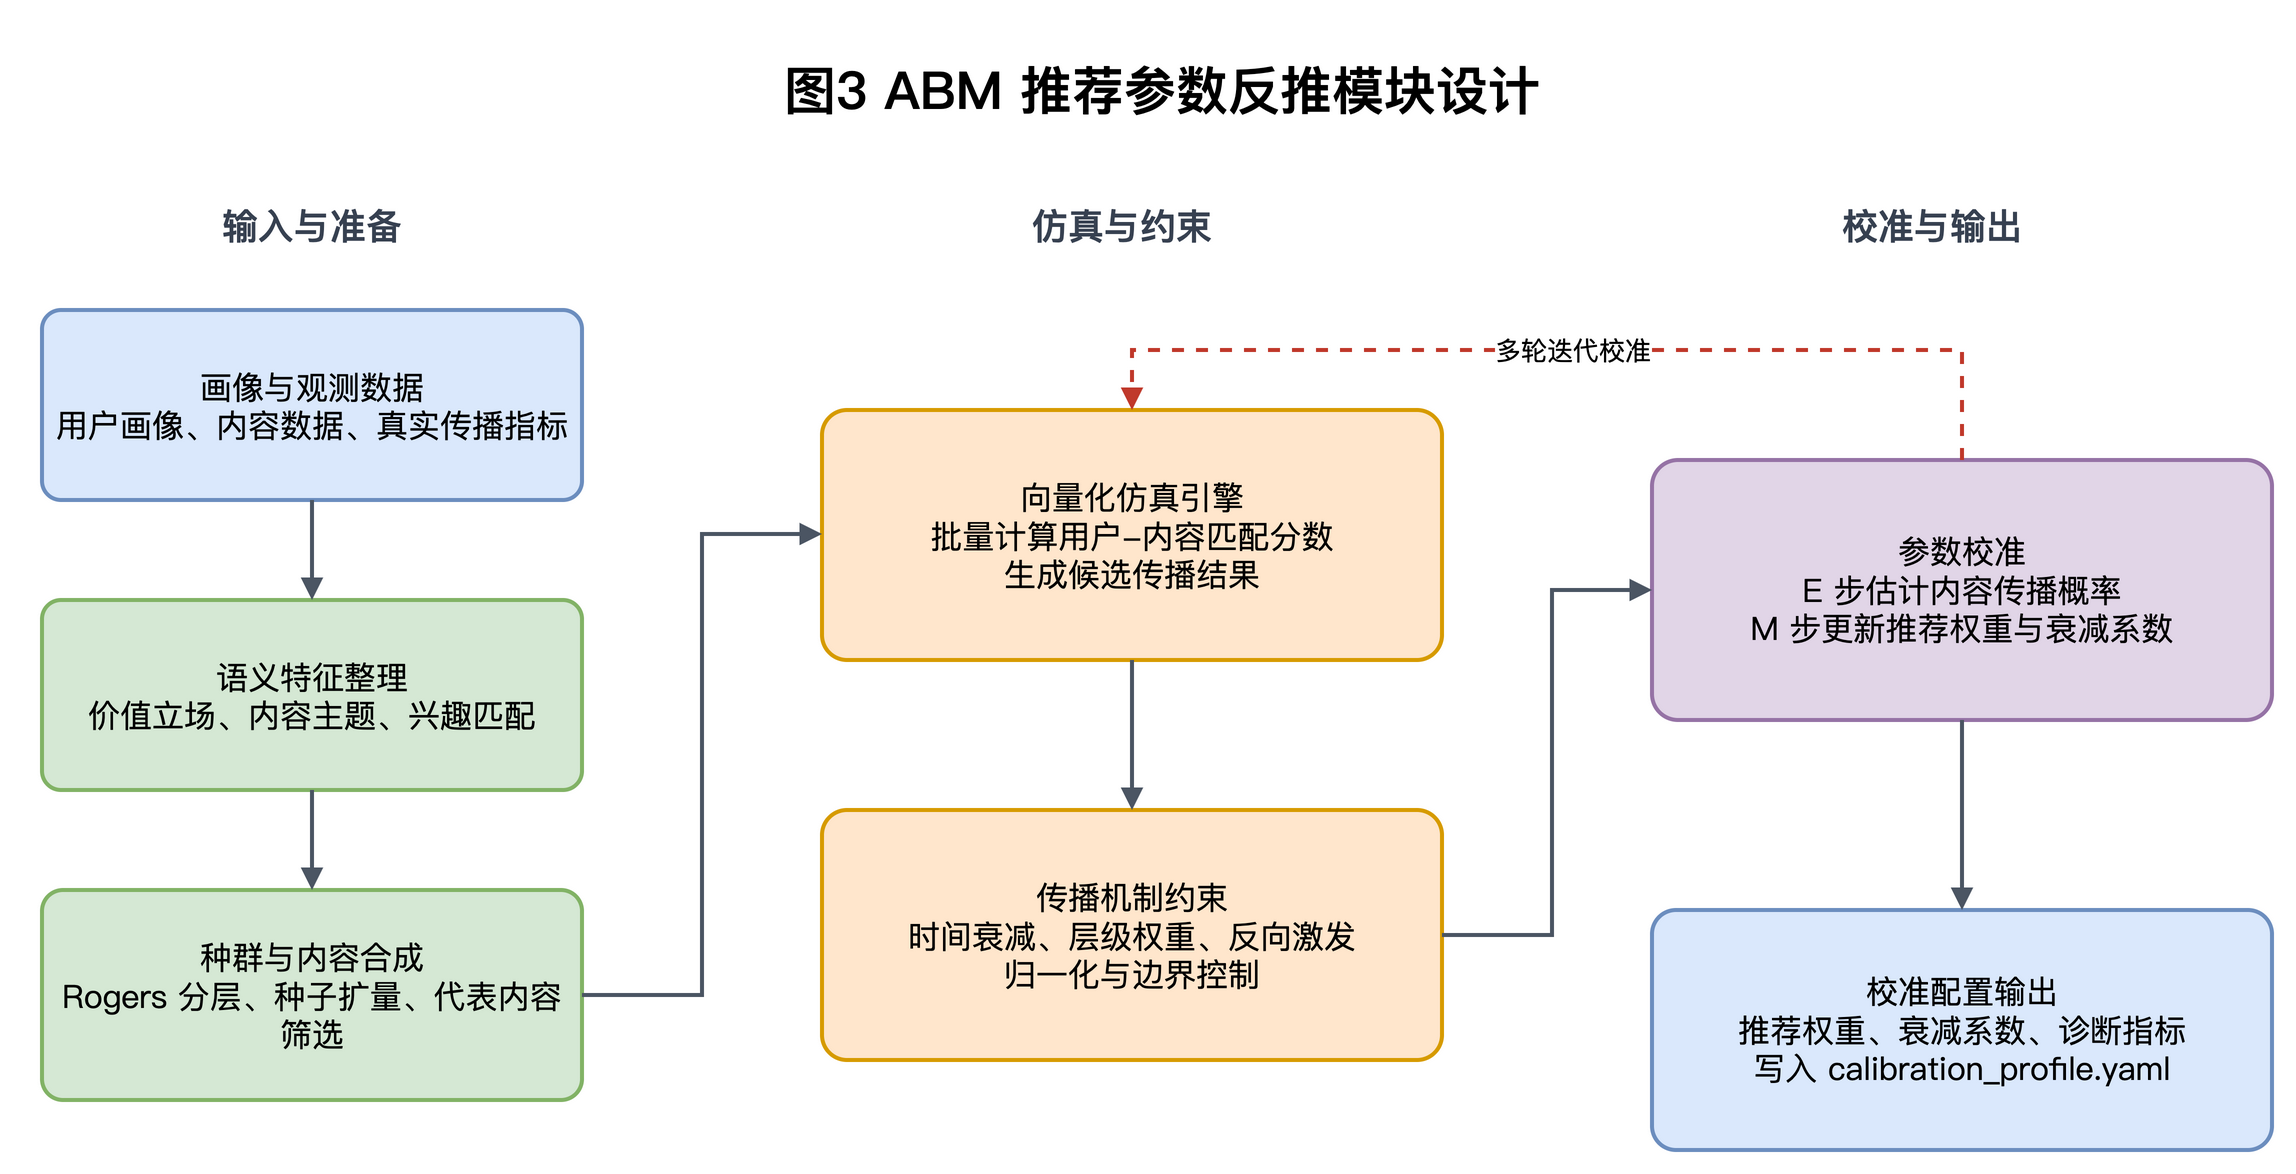 图3 ABM 推荐参数反推模块设计
输入与准备
仿真与约束
校准与输出
画像与观测数据
用户画像、内容数据、真实传播指标
语义特征整理
价值立场、内容主题、兴趣匹配
种群与内容合成
Rogers 分层、种子扩量、代表内容
筛选
多轮迭代校准
向量化仿真引擎
批量计算用户–内容匹配分数
生成候选传播结果
传播机制约束
时间衰减、层级权重、反向激发
归一化与边界控制
参数校准
E 步估计内容传播概率
M 步更新推荐权重与衰减系数
校准配置输出
推荐权重、衰减系数、诊断指标
写入 calibration_profile.yaml